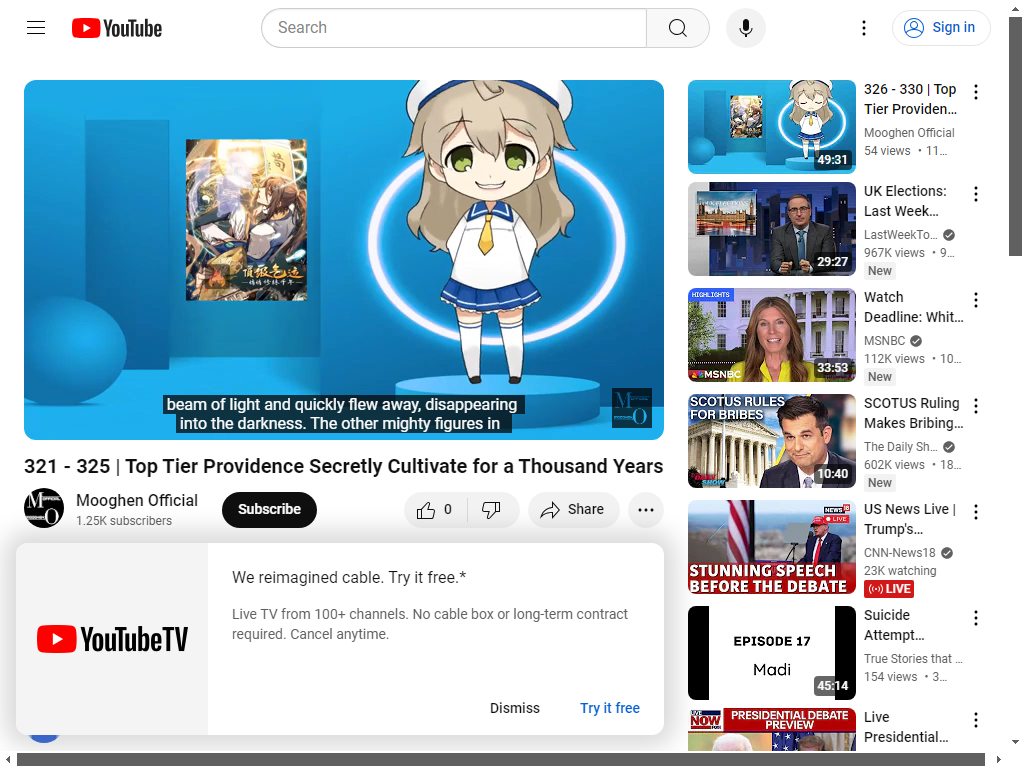 YouTube
Search
Sign in
beam of light and quickly flew away, disappearing
into the darkness. The other mighty figures in
321 - 325 | Top Tier Providence Secretly Cultivate for a Thousand Years
Mooghen Official
1.25K subscribers
Subscribe
0
Share
YouTubeTV
We reimagined cable. Try it free.*
Live TV from 100+ channels. No cable box or long-term contract
required. Cancel anytime.
Dismiss
Try it free
49:31
326 - 330 | Top
Tier Providen…
Mooghen Official
54 views • 11…
29:27
UK Elections:
Last Week…
LastWeekTo…
967K views • 9…
New
HIGHLIGHTS
MSNBC
33:53
Watch
Deadline: Whit…
MSNBC
112K views • 10…
New
SCOTUS RULES
FOR BRIBES
10:40
SCOTUS Ruling
Makes Bribing…
The Daily Sh…
602K views • 18…
New
NEWS 18
LIVE
STUNNING SPEECH
BEFORE THE DEBATE
US News Live |
Trump's…
CNN-News18
23K watching
LIVE
EPISODE 17
Madi
45:14
Suicide
Attempt…
True Stories that …
154 views • 3…
LIVE
NOW
PRESIDENTIAL DEBATE
PREVIEW
Live
Presidential…